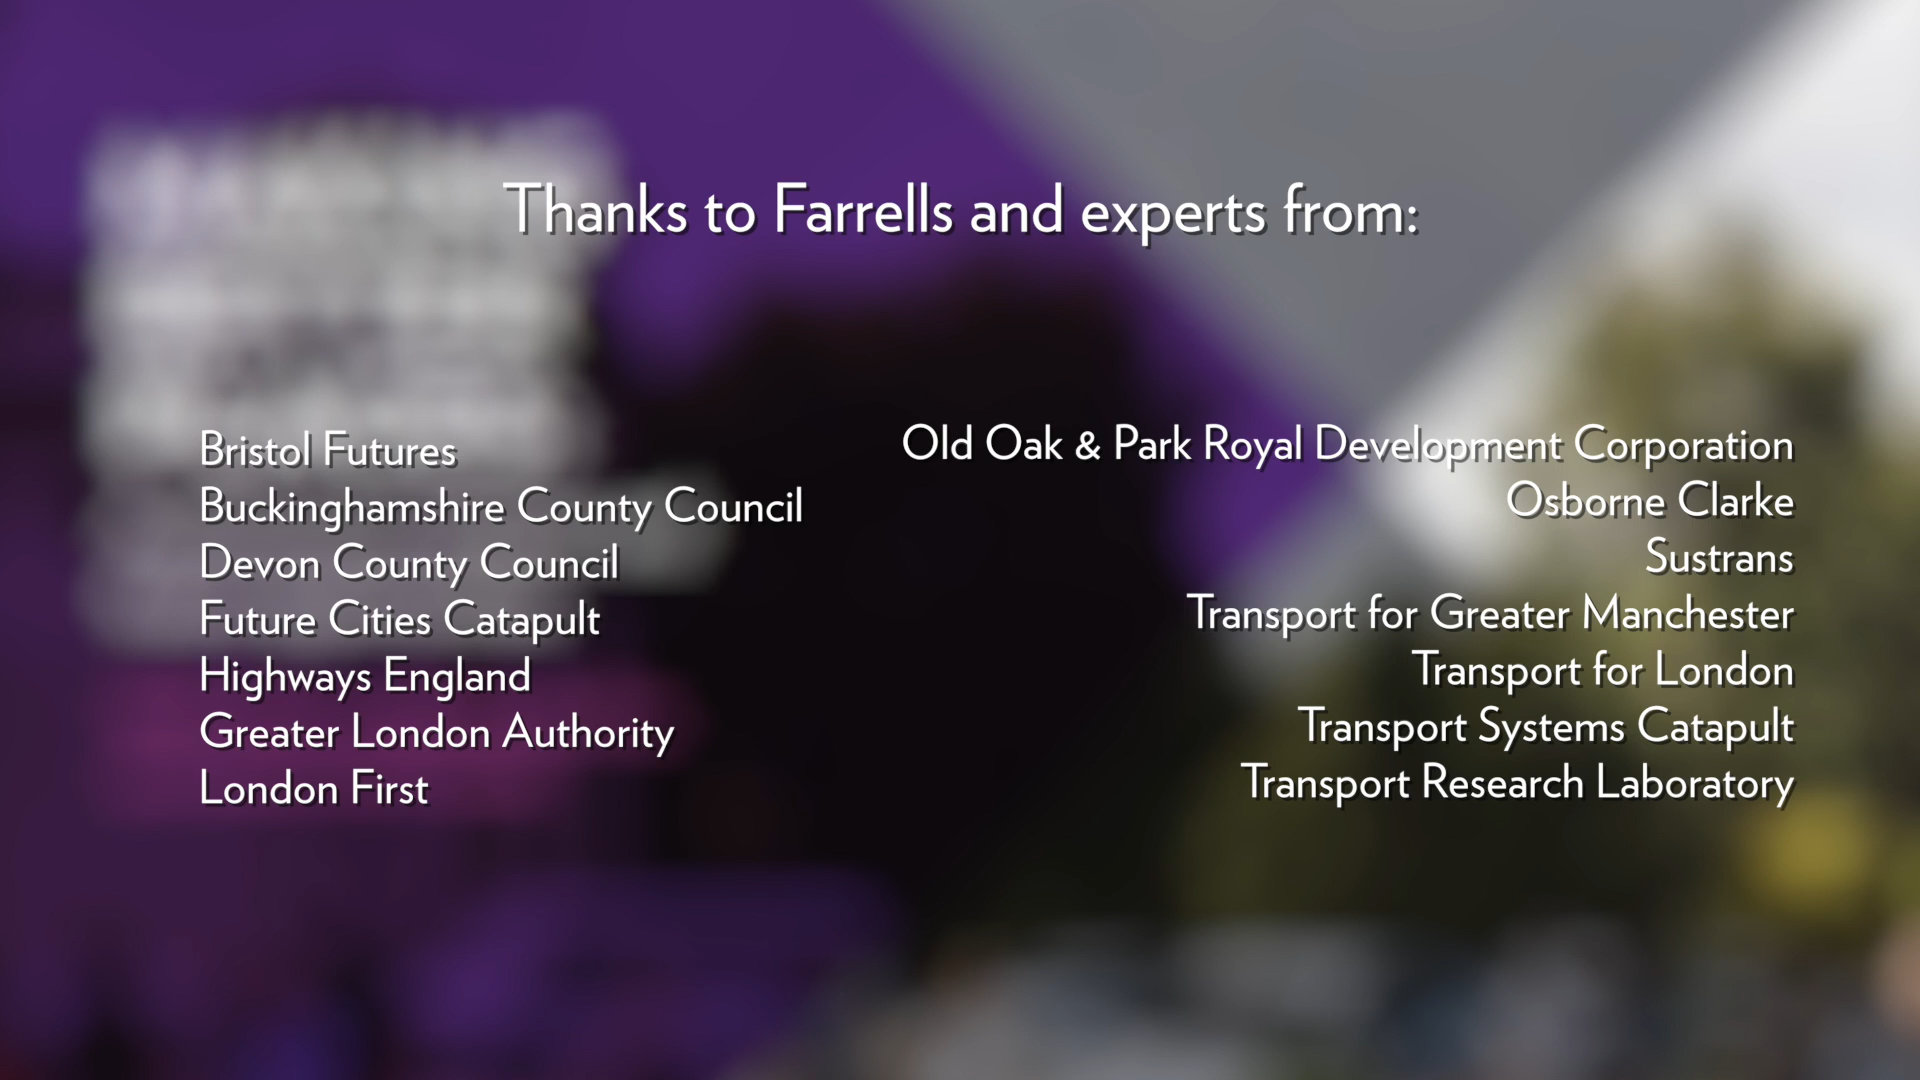 Thanks to Farrells and experts from:
Bristol Futures
Buckinghamshire County Council
Devon County Council
Future Cities Catapult
Highways England
Greater London Authority
London First
Old Oak & Park Royal Development Corporation
Osborne Clarke
Sustrans
Transport for Greater Manchester
Transport for London
Transport Systems Catapult
Transport Research Laboratory